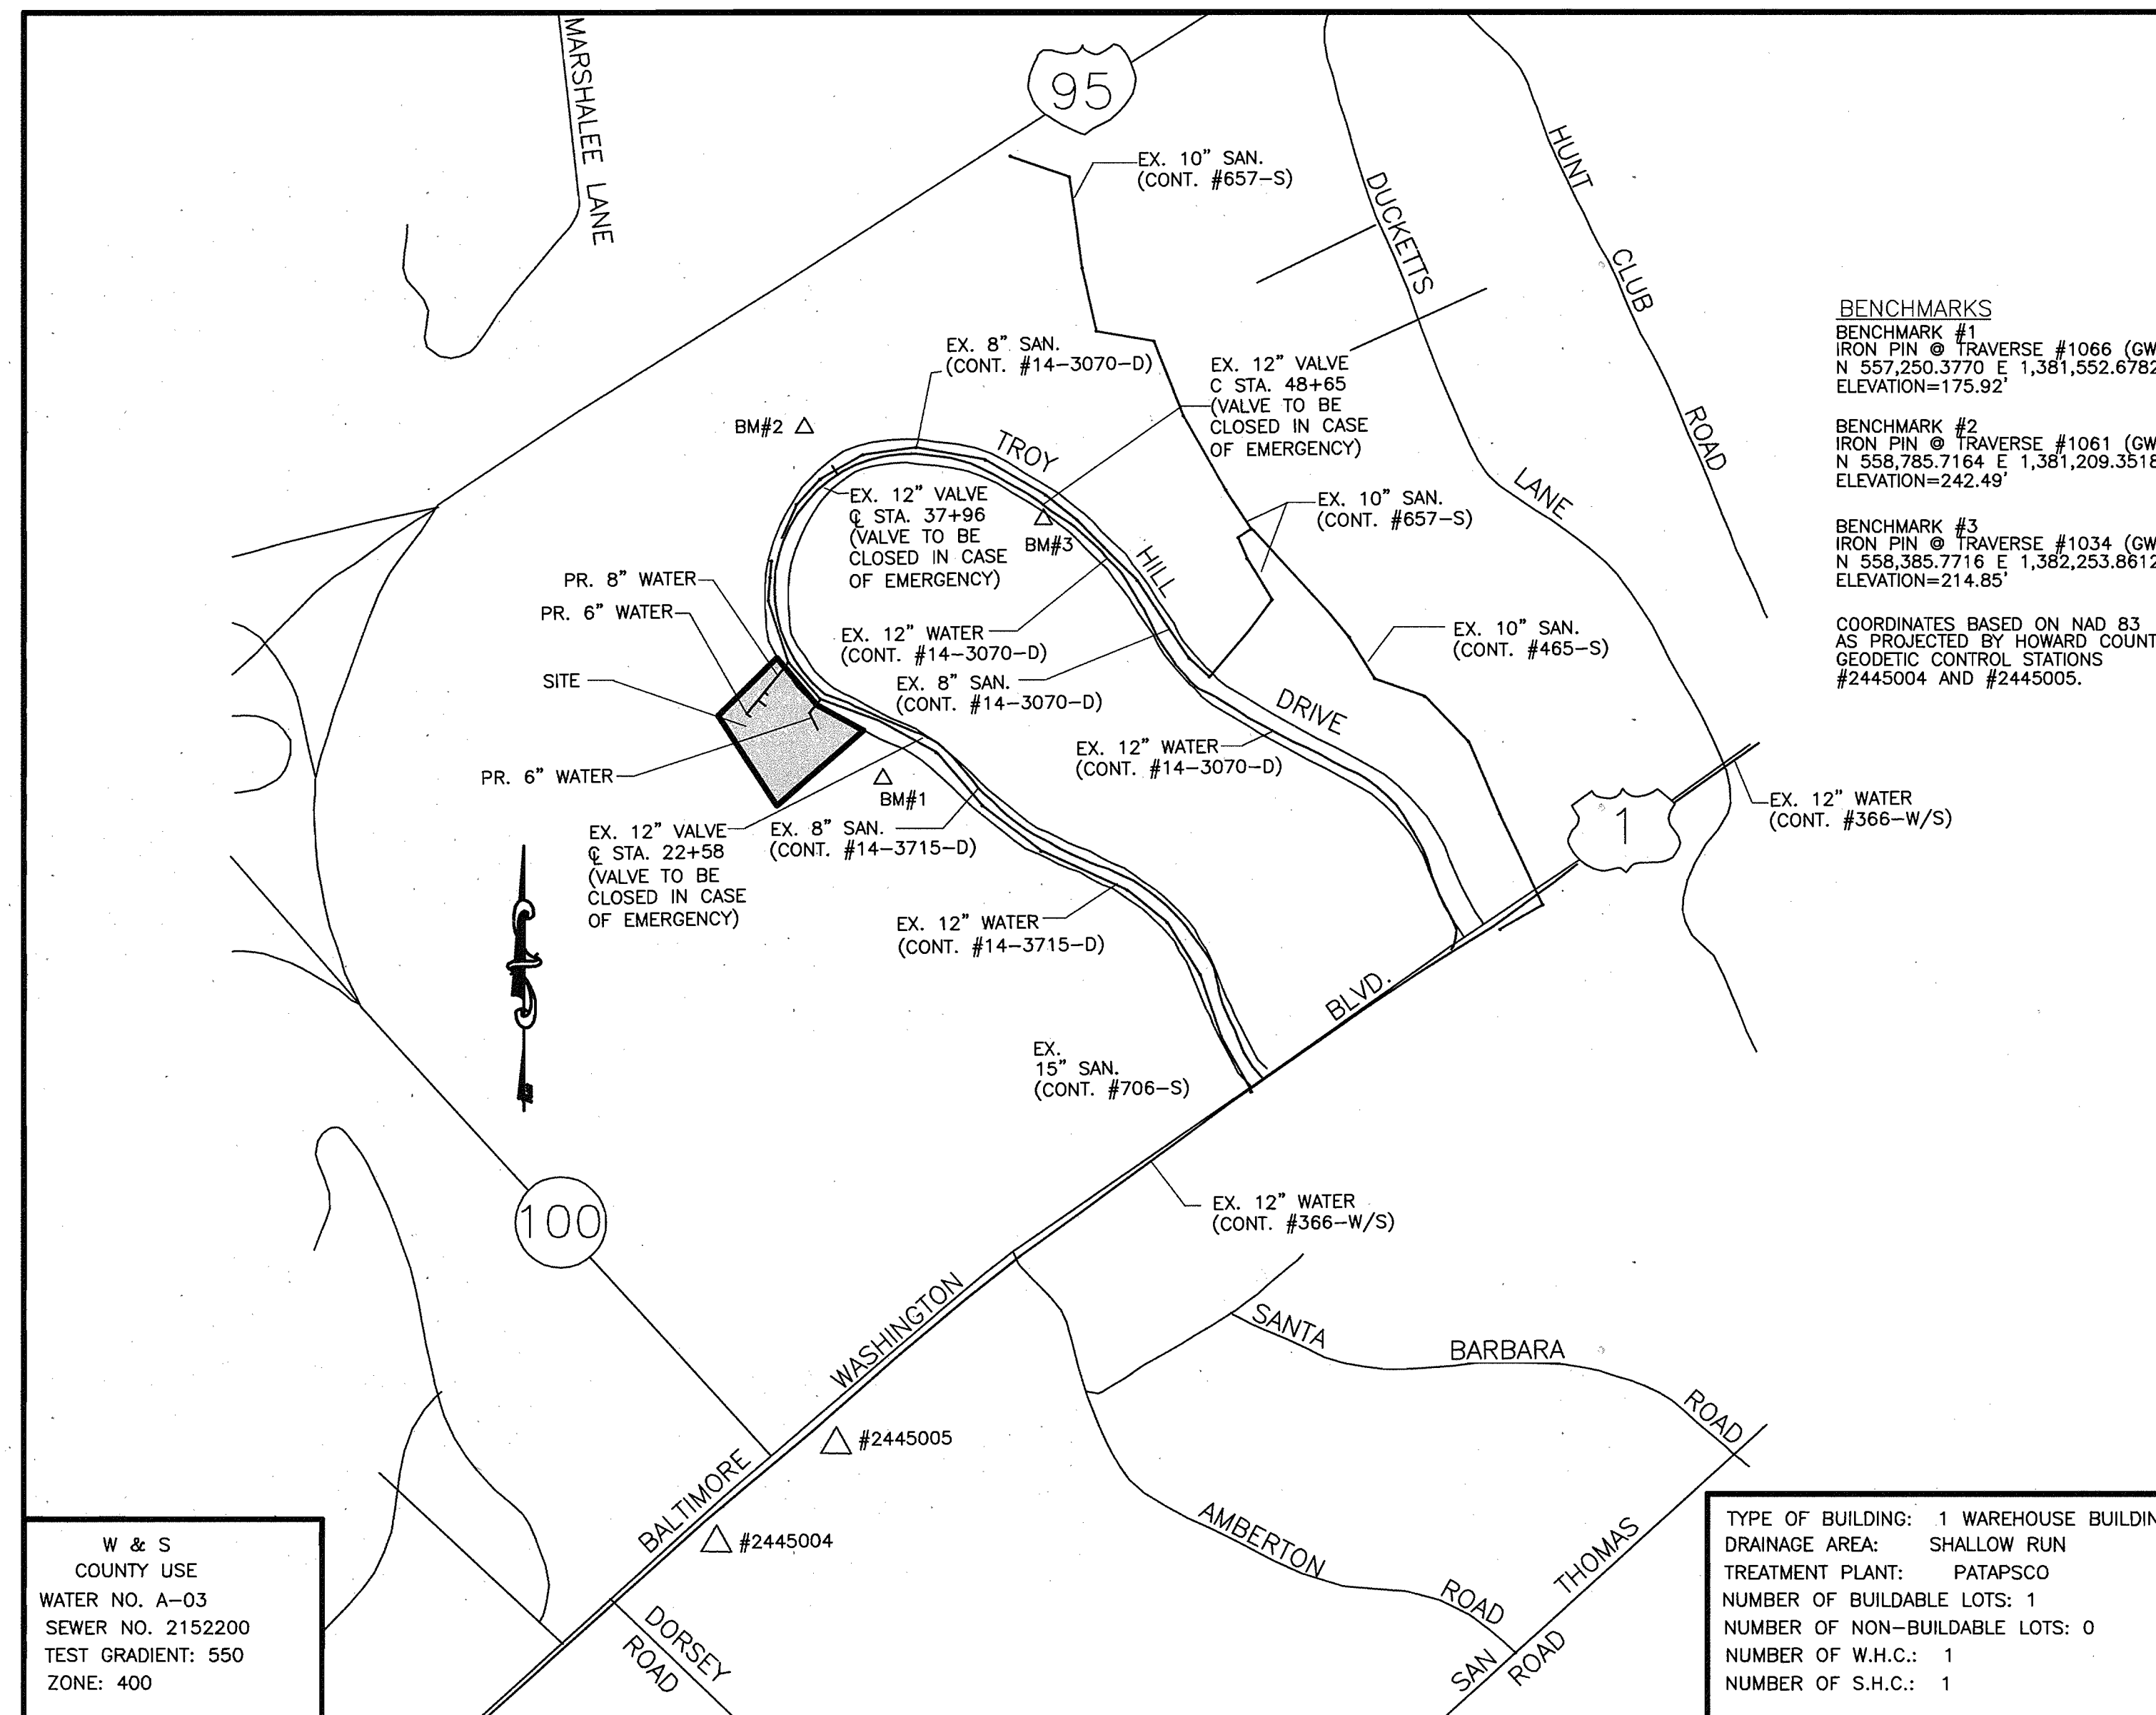 MARSHALEE LANE
95
EX. 10" SAN.
(CONT. #657-S)
DUCKETTS
LANE
HUNT
CLUB
ROAD
BENCHMARKS
BENCHMARK #1
IRON PIN @ TRAVERSE #1066 (GW
N 557,250.3770 E 1,381,552.6782
ELEVATION=175.92'
BENCHMARK #2
IRON PIN @ TRAVERSE #1061 (GW
N 558,785.7164 E 1,381,209.3518
ELEVATION=242.49'
BENCHMARK #3
IRON PIN @ TRAVERSE #1034 (GW
N 558,385.7716 E 1,382,253.8612
ELEVATION=214.85'
COORDINATES BASED ON NAD 83
AS PROJECTED BY HOWARD COUNT
GEODETIC CONTROL STATIONS
#2445004 AND #2445005.
EX. 8" SAN.
(CONT. #14-3070-D)
EX. 12" VALVE
C STA. 48+65
(VALVE TO BE
CLOSED IN CASE
OF EMERGENCY)
BM#2
TROY
HILL
DRIVE
EX. 12" VALVE
℄ STA. 37+96
(VALVE TO BE
CLOSED IN CASE
OF EMERGENCY)
BM#3
EX. 10" SAN.
(CONT. #657-S)
PR. 8" WATER
PR. 6" WATER
SITE
PR. 6" WATER
EX. 12" WATER
(CONT. #14-3070-D)
EX. 8" SAN.
(CONT. #14-3070-D)
EX. 10" SAN.
(CONT. #465-S)
EX. 12" WATER
(CONT. #14-3070-D)
BM#1
EX. 12" VALVE
℄ STA. 22+58
(VALVE TO BE
CLOSED IN CASE
OF EMERGENCY)
EX. 8" SAN.
(CONT. #14-3715-D)
EX. 12" WATER
(CONT. #14-3715-D)
1
EX. 12" WATER
(CONT. #366-W/S)
EX.
15" SAN.
(CONT. #706-S)
EX. 12" WATER
(CONT. #366-W/S)
100
BALTIMORE
WASHINGTON
BLVD.
#2445005
#2445004
SANTA
BARBARA
ROAD
AMBERTON
ROAD
SAN
THOMAS
ROAD
DORSEY
ROAD
W & S
COUNTY USE
WATER NO. A-03
SEWER NO. 2152200
TEST GRADIENT: 550
ZONE: 400
TYPE OF BUILDING: 1 WAREHOUSE BUILDIN
DRAINAGE AREA: SHALLOW RUN
TREATMENT PLANT: PATAPSCO
NUMBER OF BUILDABLE LOTS: 1
NUMBER OF NON-BUILDABLE LOTS: 0
NUMBER OF W.H.C.: 1
NUMBER OF S.H.C.: 1